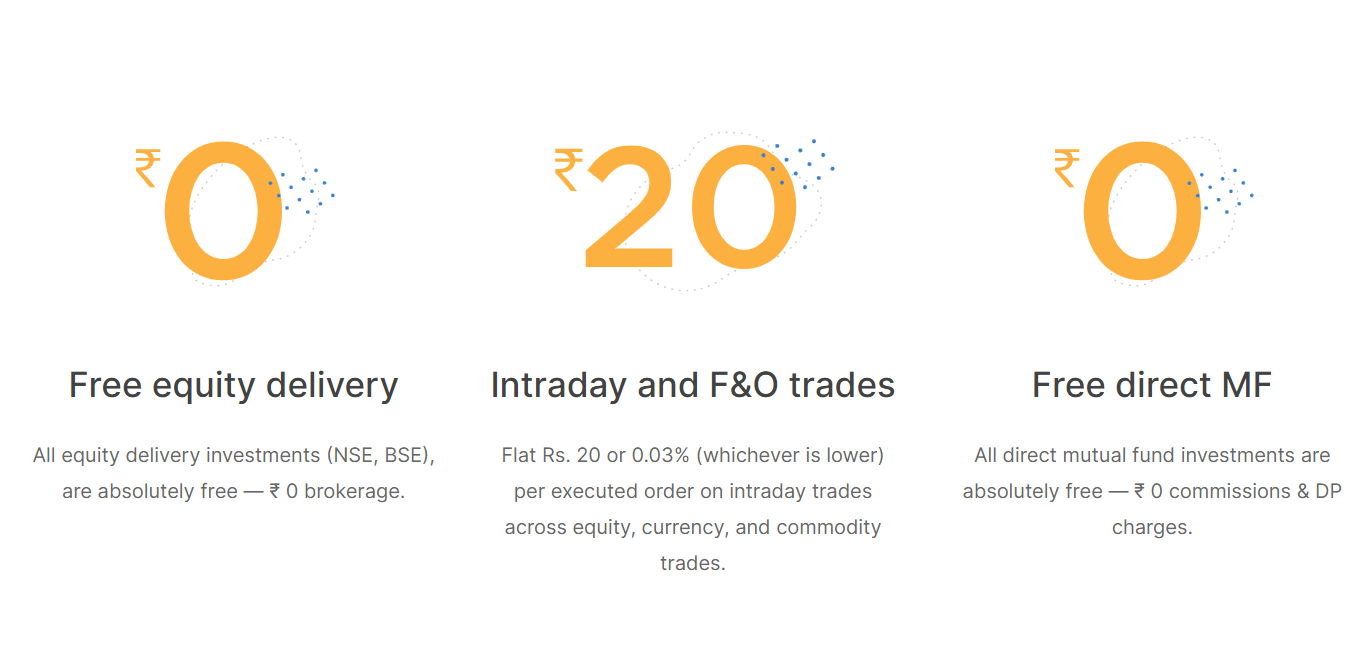 ₹0
Free equity delivery
All equity delivery investments (NSE, BSE),
are absolutely free — ₹ 0 brokerage.
₹20
Intraday and F&O trades
Flat Rs. 20 or 0.03% (whichever is lower)
per executed order on intraday trades
across equity, currency, and commodity
trades.
₹0
Free direct MF
All direct mutual fund investments are
absolutely free — ₹ 0 commissions & DP
charges.